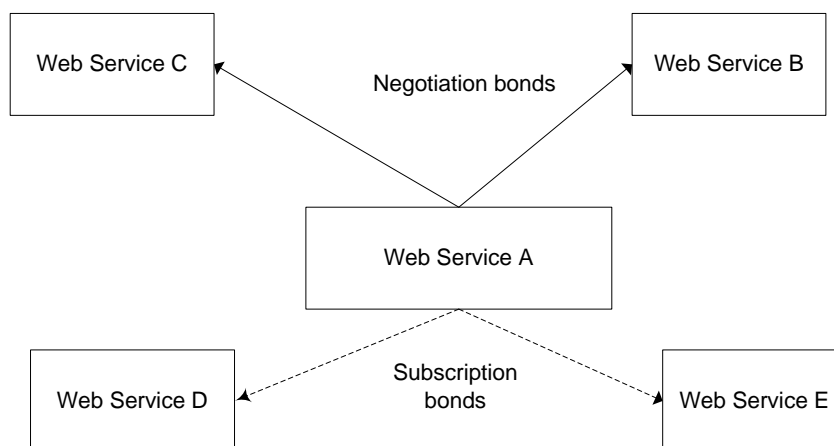 Web Service C
Web Service B
Negotiation bonds
Web Service A
Subscription
bonds
Web Service D
Web Service E